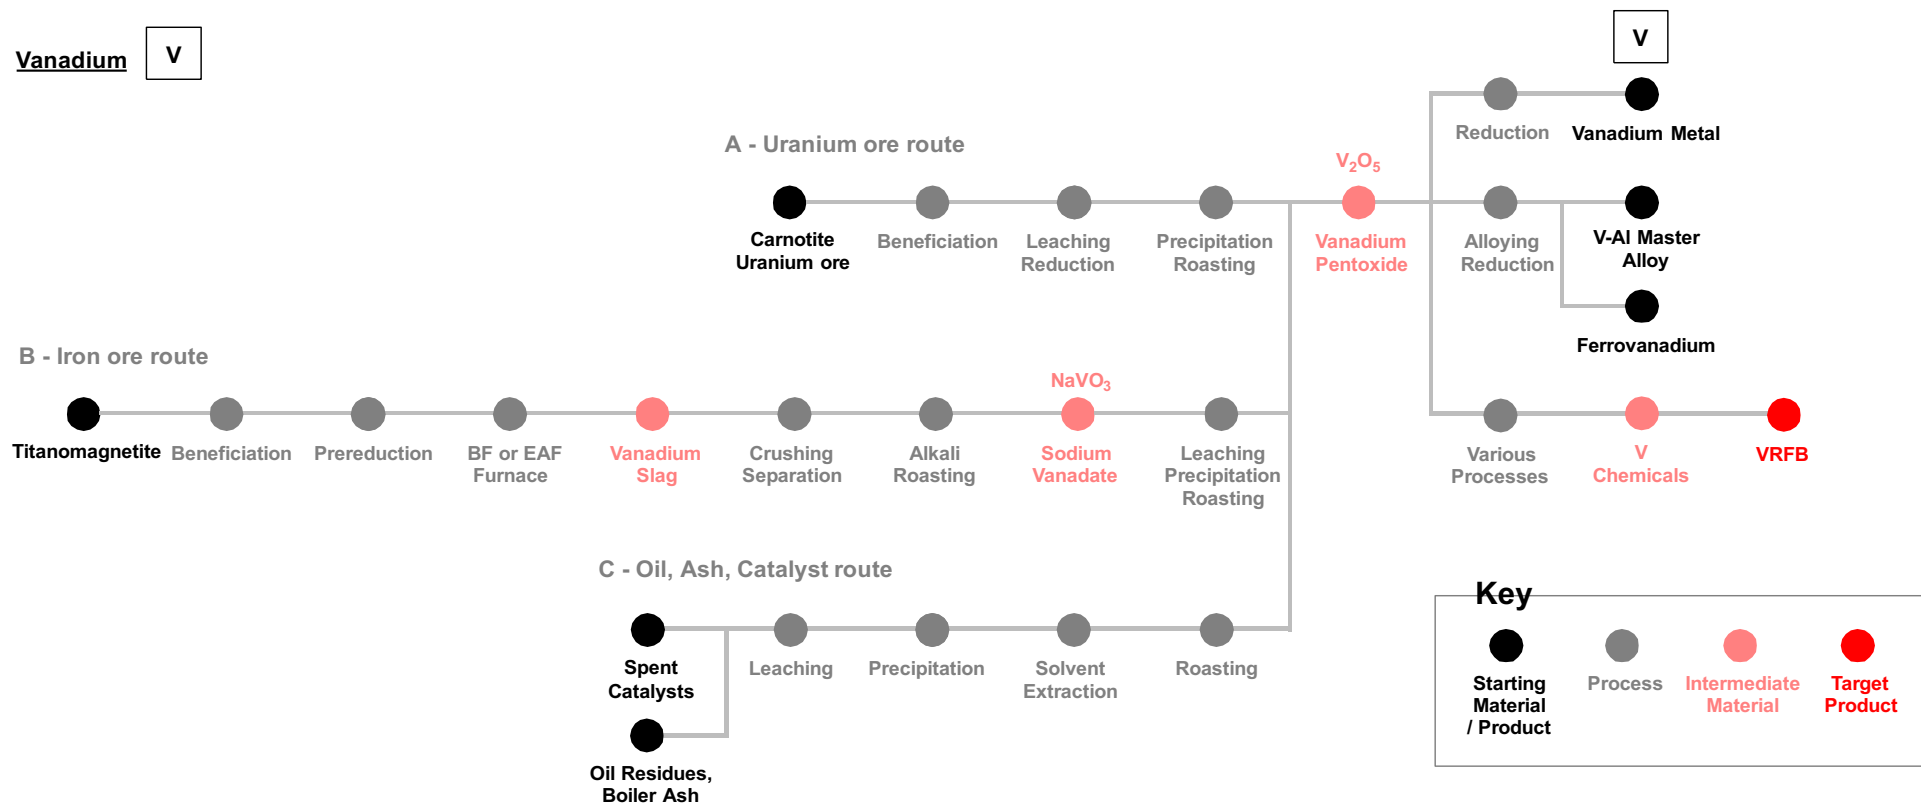 Vanadium
V
V
Reduction
Vanadium Metal
A - Uranium ore route
V₂O₅
Carnotite
Uranium ore
Beneficiation
Leaching
Reduction
Precipitation
Roasting
Vanadium
Pentoxide
Alloying
Reduction
V-Al Master
Alloy
Ferrovanadium
B - Iron ore route
NaVO₃
Titanomagnetite
Beneficiation
Prereduction
BF or EAF
Furnace
Vanadium
Slag
Crushing
Separation
Alkali
Roasting
Sodium
Vanadate
Leaching
Precipitation
Roasting
Various
Processes
V
Chemicals
VRFB
C - Oil, Ash, Catalyst route
Spent
Catalysts
Leaching
Precipitation
Solvent
Extraction
Roasting
Oil Residues,
Boiler Ash
Key
Starting
Material
/ Product
Process
Intermediate
Material
Target
Product